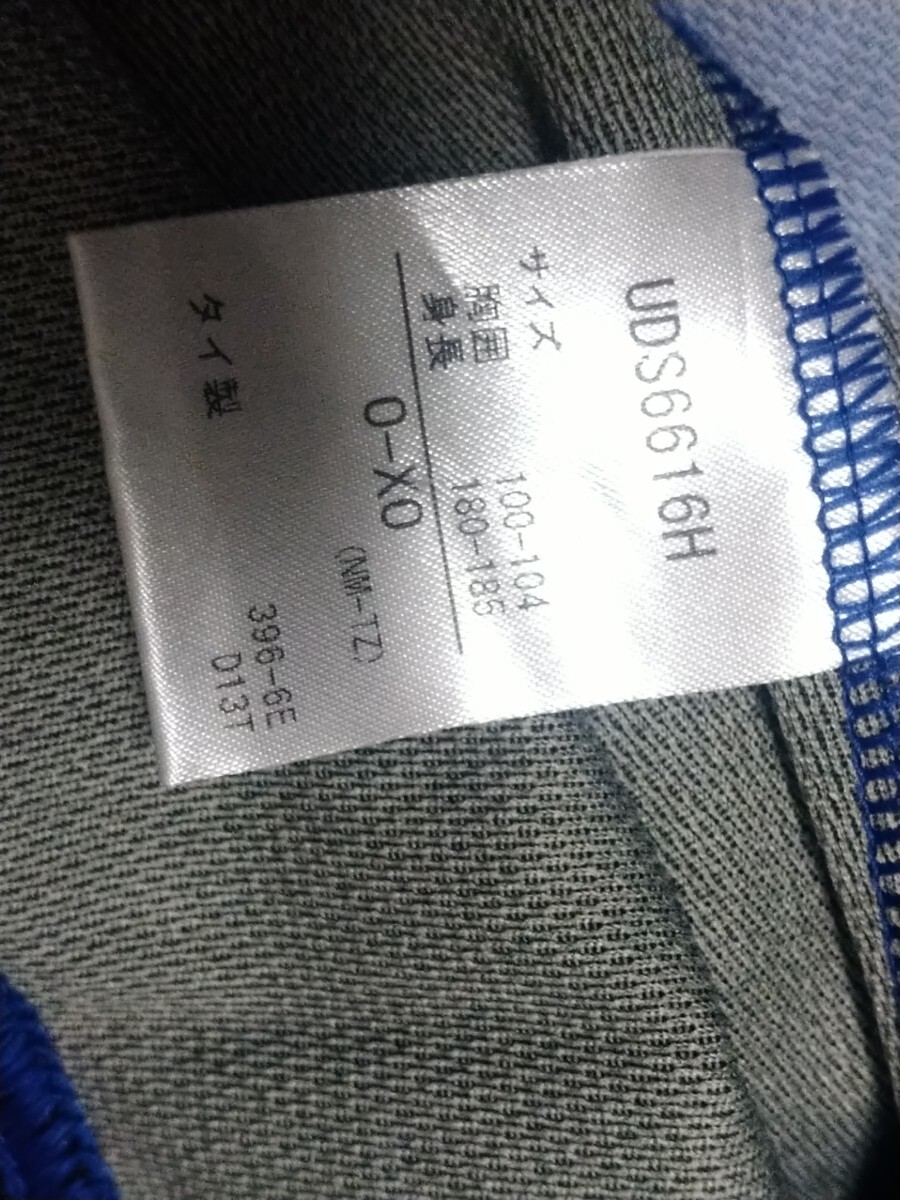 UDS6616H
サイズ
胸囲 100-104
身長 180-185
O-XO
(NM-TZ)
タイ製
396-6E
D13T